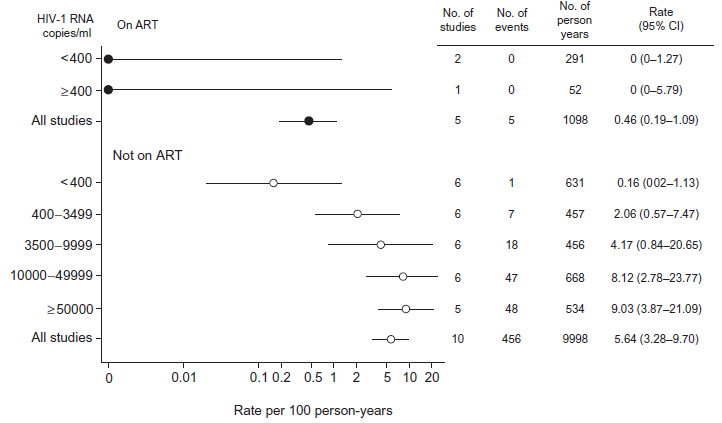 HIV-1 RNA
copies/ml
On ART
No. of studies
No. of events
No. of person years
Rate (95% CI)
<400 2 0 291 0 (0–1.27)
≥400 1 0 52 0 (0–5.79)
All studies 5 5 1098 0.46 (0.19–1.09)
Not on ART
<400 6 1 631 0.16 (002–1.13)
400–3499 6 7 457 2.06 (0.57–7.47)
3500–9999 6 18 456 4.17 (0.84–20.65)
10000–49999 6 47 668 8.12 (2.78–23.77)
≥50000 5 48 534 9.03 (3.87–21.09)
All studies 10 456 9998 5.64 (3.28–9.70)
0 0.01 0.1 0.2 0.5 1 2 5 10 20
Rate per 100 person-years